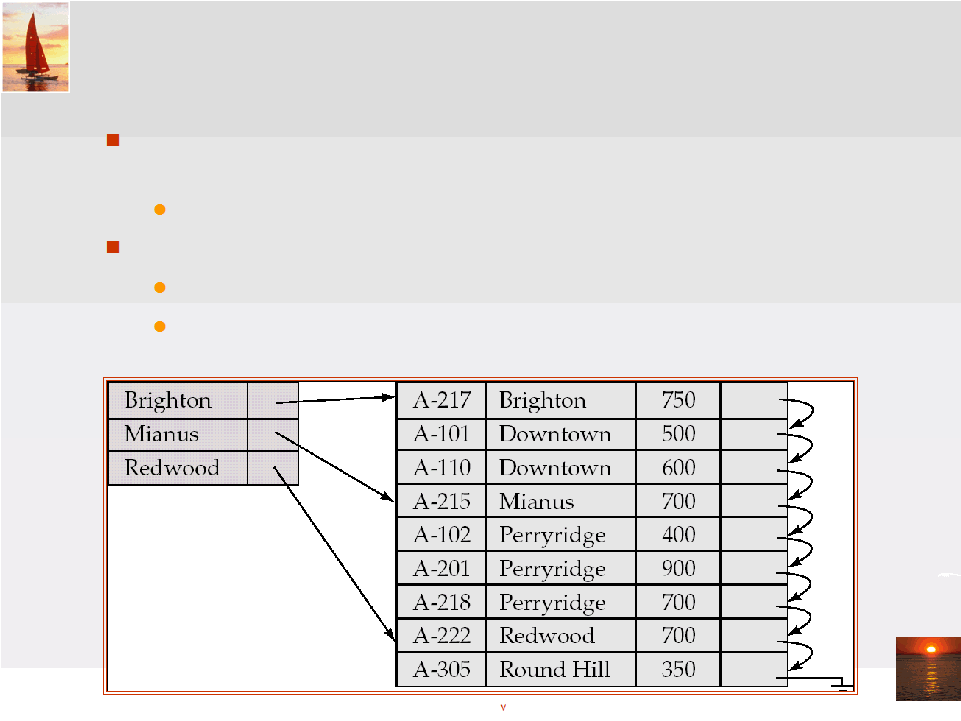 Brighton A-217 Brighton 750
Mianus A-101 Downtown 500
Redwood A-110 Downtown 600
A-215 Mianus 700
A-102 Perryridge 400
A-201 Perryridge 900
A-218 Perryridge 700
A-222 Redwood 700
A-305 Round Hill 350
٧